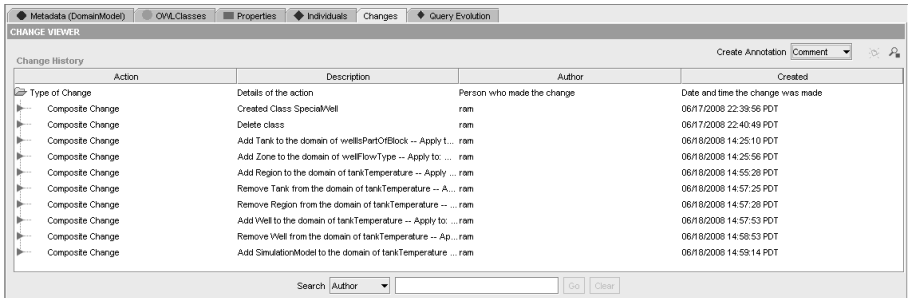 Metadata (DomainModel) OWLClasses Properties Individuals Changes Query Evolution
CHANGE VIEWER
Create Annotation Comment
Change History
Action Description Author Created
Type of Change Details of the action Person who made the change Date and time the change was made
Composite Change Created Class SpecialWell ram 06/17/2008 22:39:56 PDT
Composite Change Delete class ram 06/17/2008 22:40:49 PDT
Composite Change Add Tank to the domain of wellIsPartOfBlock -- Apply t... ram 06/18/2008 14:25:10 PDT
Composite Change Add Zone to the domain of wellFlowType -- Apply to: ... ram 06/18/2008 14:25:56 PDT
Composite Change Add Region to the domain of tankTemperature -- Apply ... ram 06/18/2008 14:55:28 PDT
Composite Change Remove Tank from the domain of tankTemperature -- A... ram 06/18/2008 14:57:25 PDT
Composite Change Remove Region from the domain of tankTemperature -- ... ram 06/18/2008 14:57:28 PDT
Composite Change Add Well to the domain of tankTemperature -- Apply to: ... ram 06/18/2008 14:57:53 PDT
Composite Change Remove Well from the domain of tankTemperature -- Ap... ram 06/18/2008 14:58:53 PDT
Composite Change Add SimulationModel to the domain of tankTemperature ... ram 06/18/2008 14:59:14 PDT
Search Author Go Clear